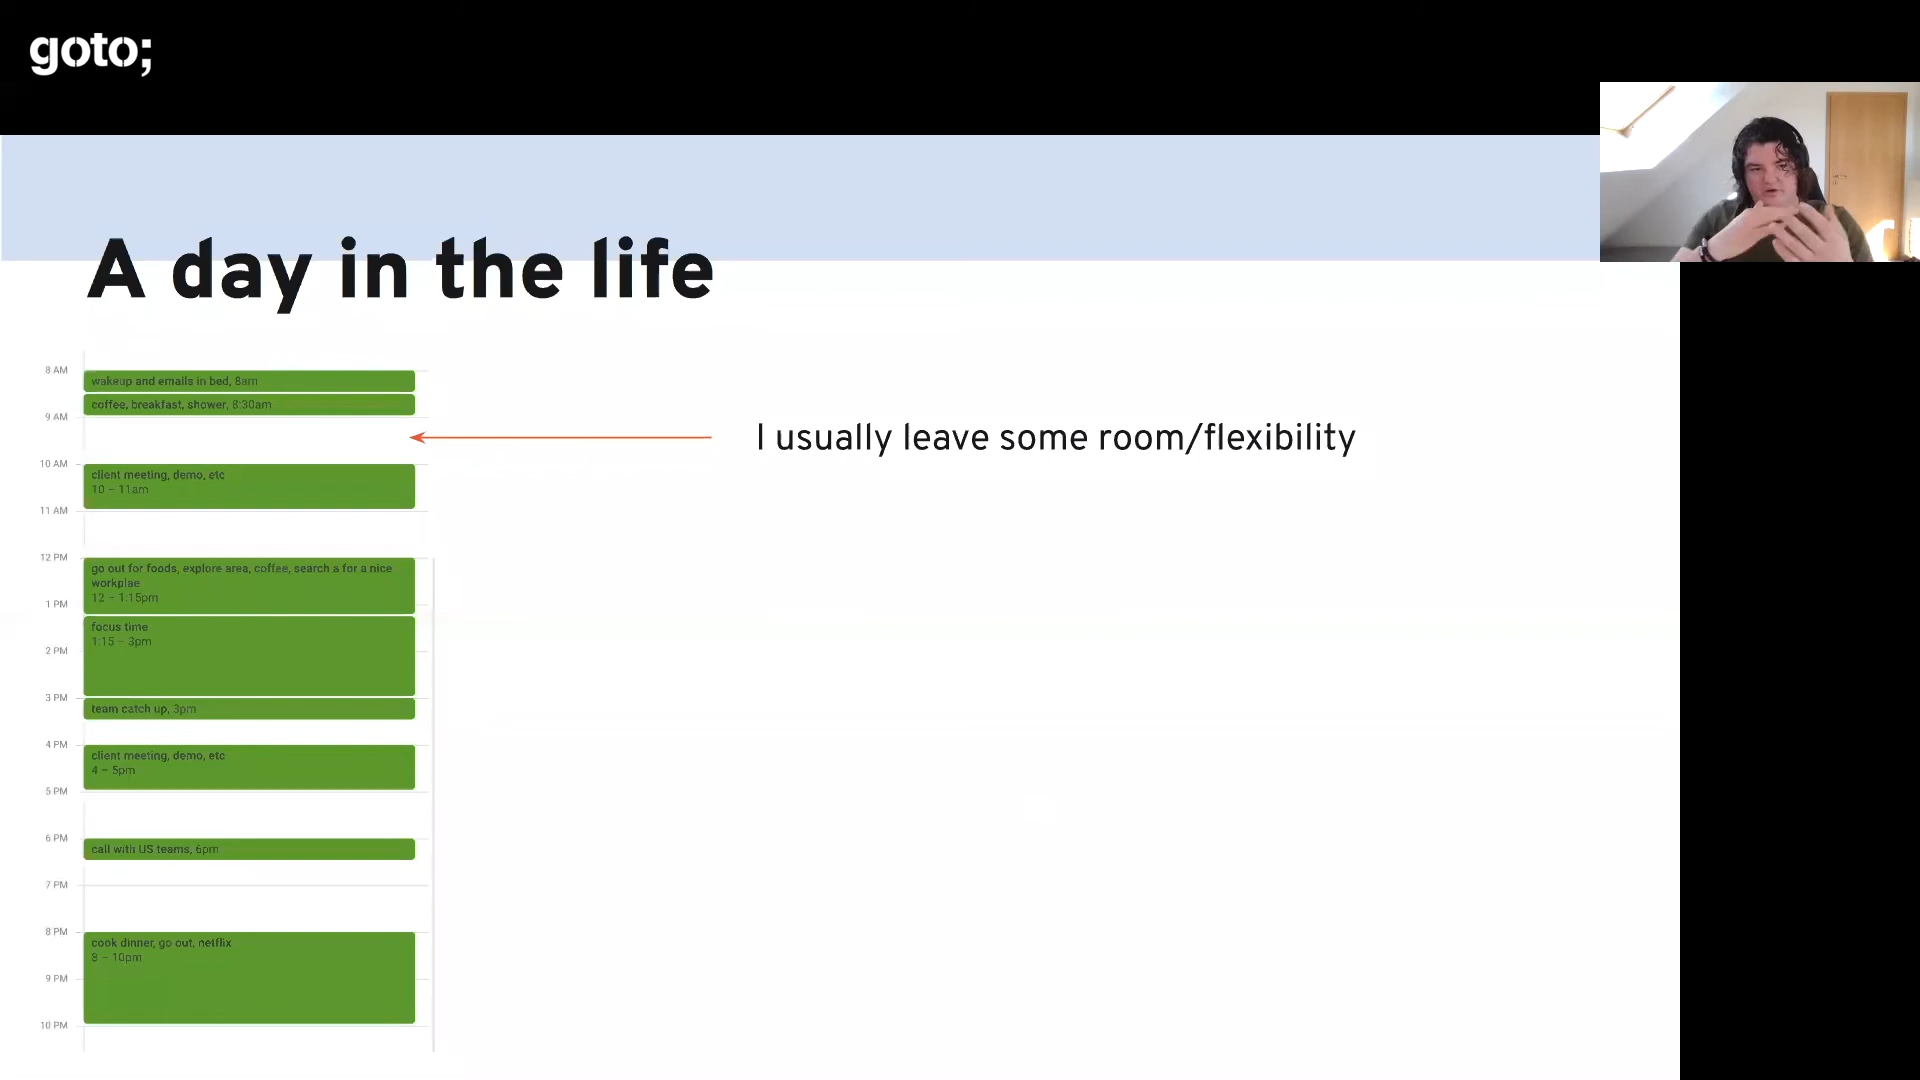 goto;
A day in the life
8 AM
wakeup and emails in bed, 8am
coffee, breakfast, shower, 8:30am
9 AM
I usually leave some room/flexibility
10 AM
client meeting, demo, etc
10 – 11am
11 AM
12 PM
go out for foods, explore area, coffee, search a for a nice
workplae
12 – 1:15pm
1 PM
focus time
1:15 – 3pm
2 PM
3 PM
team catch up, 3pm
4 PM
client meeting, demo, etc
4 – 5pm
5 PM
6 PM
call with US teams, 6pm
7 PM
8 PM
cook dinner, go out, netflix
8 – 10pm
9 PM
10 PM